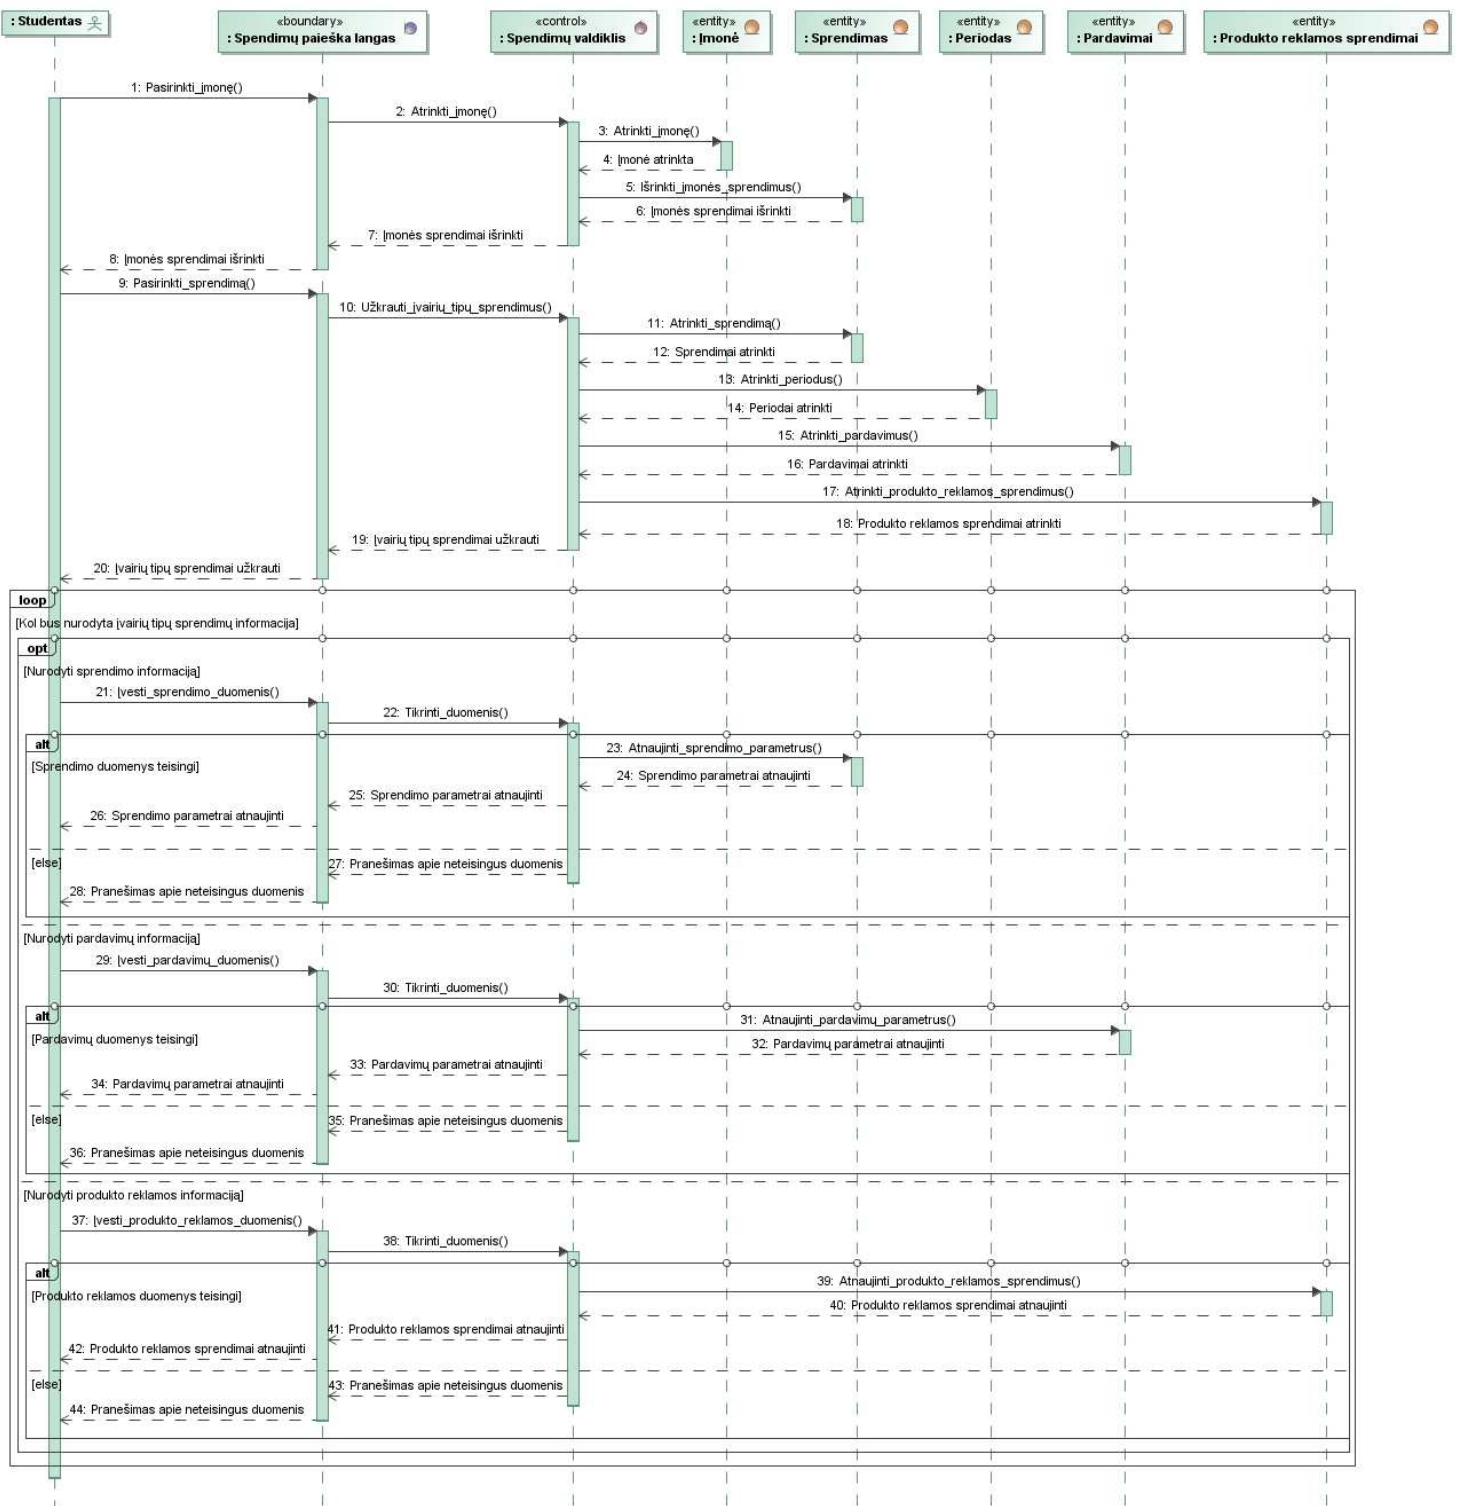 : Studentas
«boundary»
: Spendimų paieška langas
«control»
: Spendimų valdiklis
«entity»
: Įmonė
«entity»
: Sprendimas
«entity»
: Periodas
«entity»
: Pardavimai
«entity»
: Produkto reklamos sprendimai
1: Pasirinkti_įmonę()
2: Atrinkti_įmonę()
3: Atrinkti_įmonę()
4: Įmonė atrinkta
5: Išrinkti_įmonės_sprendimus()
6: Įmonės sprendimai išrinkti
7: Įmonės sprendimai išrinkti
8: Įmonės sprendimai išrinkti
9: Pasirinkti_sprendimą()
10: Užkrauti_įvairių_tipų_sprendimus()
11: Atrinkti_sprendimą()
12: Sprendimai atrinkti
13: Atrinkti_periodus()
14: Periodai atrinkti
15: Atrinkti_pardavimus()
16: Pardavimai atrinkti
17: Atrinkti_produkto_reklamos_sprendimus()
18: Produkto reklamos sprendimai atrinkti
19: Įvairių tipų sprendimai užkrauti
20: Įvairių tipų sprendimai užkrauti
loop
[Kol bus nurodyta įvairių tipų sprendimų informacija]
opt
[Nurodyti sprendimo informaciją]
21: Įvesti_sprendimo_duomenis()
22: Tikrinti_duomenis()
alt
[Sprendimo duomenys teisingi]
23: Atnaujinti_sprendimo_parametrus()
24: Sprendimo parametrai atnaujinti
25: Sprendimo parametrai atnaujinti
26: Sprendimo parametrai atnaujinti
[else]
27: Pranešimas apie neteisingus duomenis
28: Pranešimas apie neteisingus duomenis
[Nurodyti pardavimų informaciją]
29: Įvesti_pardavimų_duomenis()
30: Tikrinti_duomenis()
alt
[Pardavimų duomenys teisingi]
31: Atnaujinti_pardavimų_parametrus()
32: Pardavimų parametrai atnaujinti
33: Pardavimų parametrai atnaujinti
34: Pardavimų parametrai atnaujinti
[else]
35: Pranešimas apie neteisingus duomenis
36: Pranešimas apie neteisingus duomenis
[Nurodyti produkto reklamos informaciją]
37: Įvesti_produkto_reklamos_duomenis()
38: Tikrinti_duomenis()
alt
[Produkto reklamos duomenys teisingi]
39: Atnaujinti_produkto_reklamos_sprendimus()
40: Produkto reklamos sprendimai atnaujinti
41: Produkto reklamos sprendimai atnaujinti
42: Produkto reklamos sprendimai atnaujinti
[else]
43: Pranešimas apie neteisingus duomenis
44: Pranešimas apie neteisingus duomenis